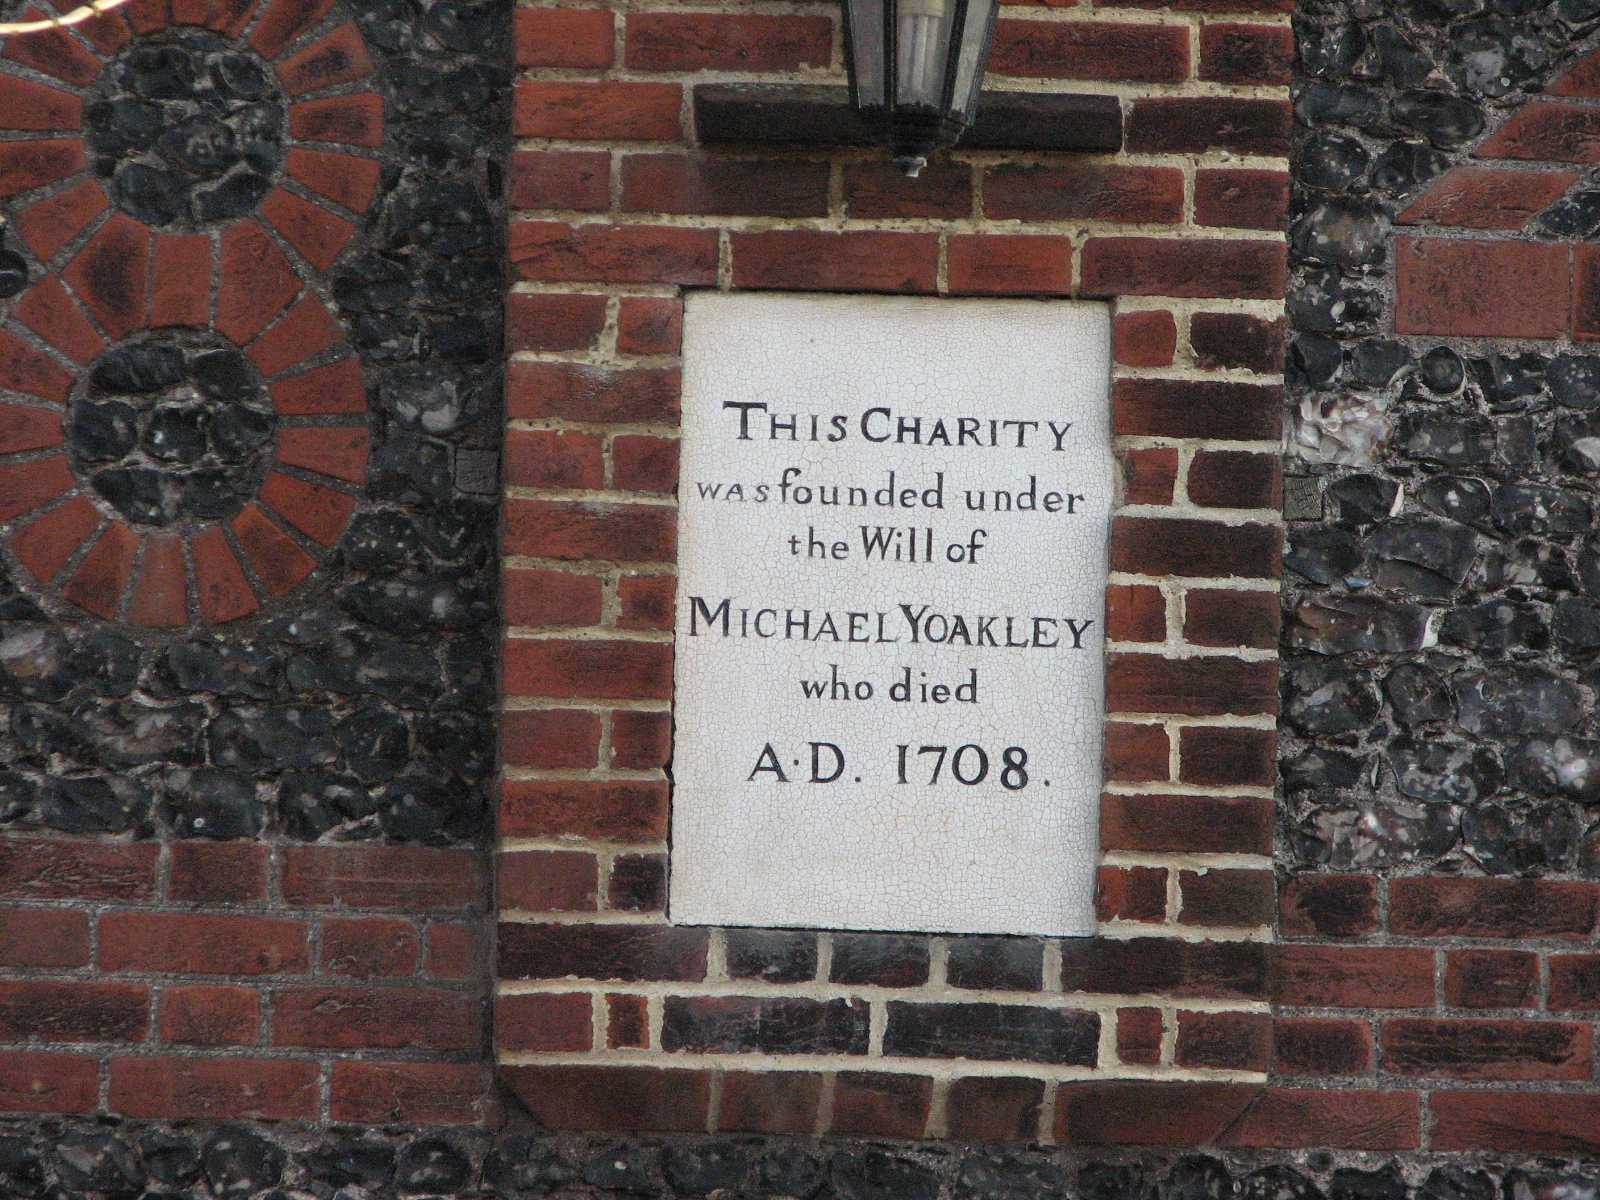 THIS CHARITY
WAS founded under
the Will of
MICHAEL YOAKLEY
who died
A·D. 1708.